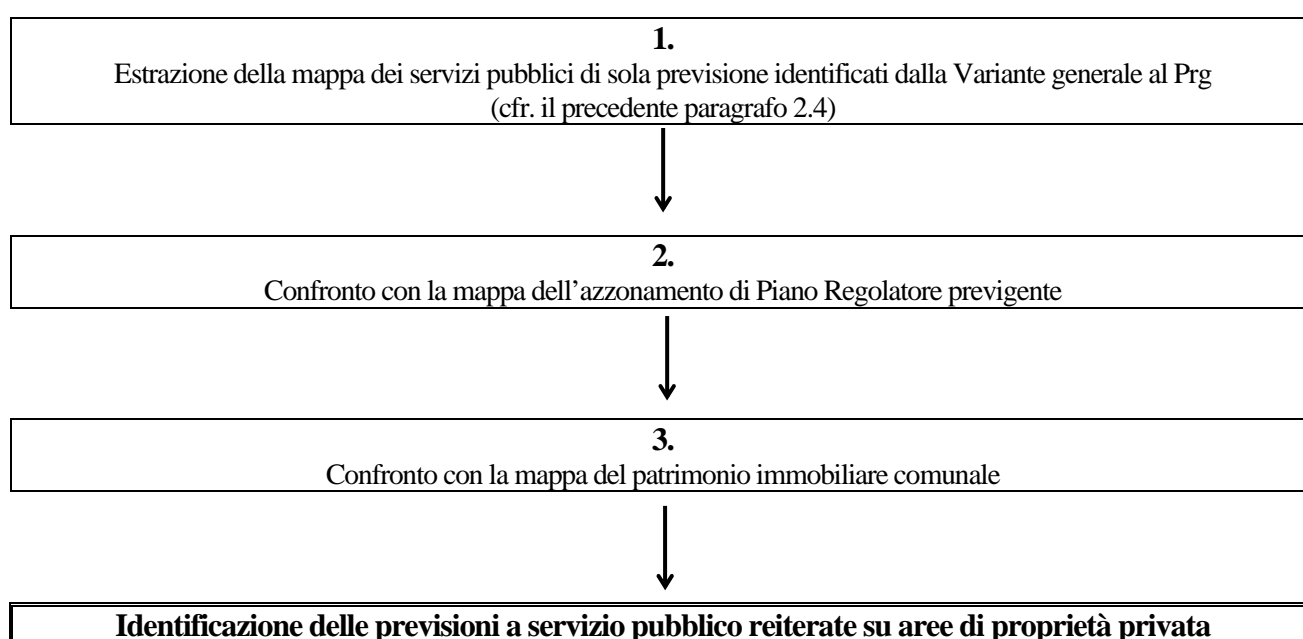 1.
Estrazione della mappa dei servizi pubblici di sola previsione identificati dalla Variante generale al Prg
(cfr. il precedente paragrafo 2.4)
2.
Confronto con la mappa dell’azzonamento di Piano Regolatore previgente
3.
Confronto con la mappa del patrimonio immobiliare comunale
Identificazione delle previsioni a servizio pubblico reiterate su aree di proprietà privata